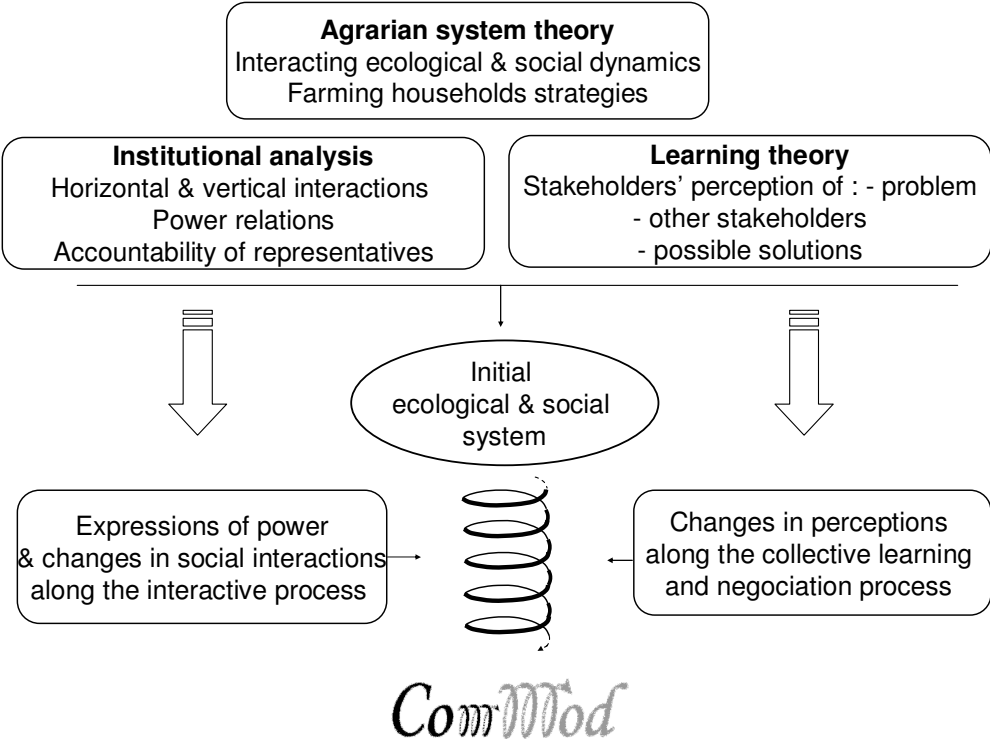 Agrarian system theory
Interacting ecological & social dynamics
Farming households strategies
Institutional analysis
Horizontal & vertical interactions
Power relations
Accountability of representatives
Learning theory
Stakeholders' perception of : - problem
- other stakeholders
- possible solutions
Initial
ecological & social
system
Expressions of power
& changes in social interactions
along the interactive process
Changes in perceptions
along the collective learning
and negociation process
ComMod